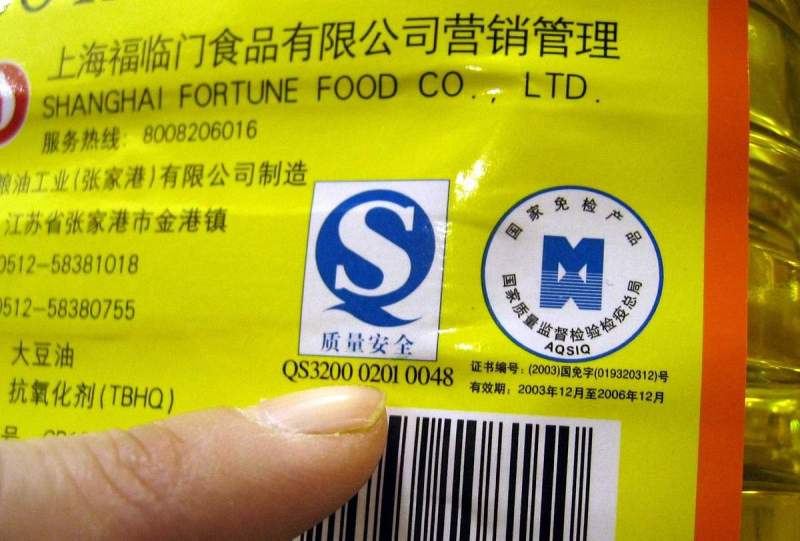 上海福临门食品有限公司营销管理
SHANGHAI FORTUNE FOOD CO., LTD.
服务热线: 8008206016
粮油工业(张家港)有限公司制造
江苏省张家港市金港镇
0512-58381018
0512-58380755
大豆油
抗氧化剂(TBHQ)
号
QS
质量安全
QS3200 0201 0048
国家免检产品
国家质量监督检验检疫总局
AQSIQ
证书编号: (2003)国免字(019320312)号
有效期: 2003年12月至2006年12月